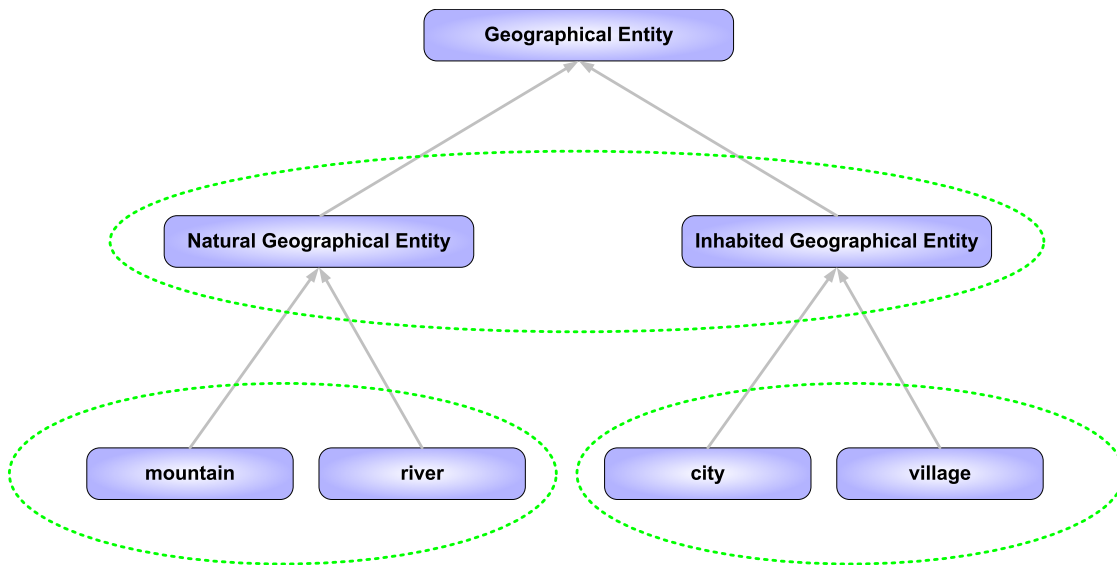 Geographical Entity
Natural Geographical Entity
Inhabited Geographical Entity
mountain
river
city
village